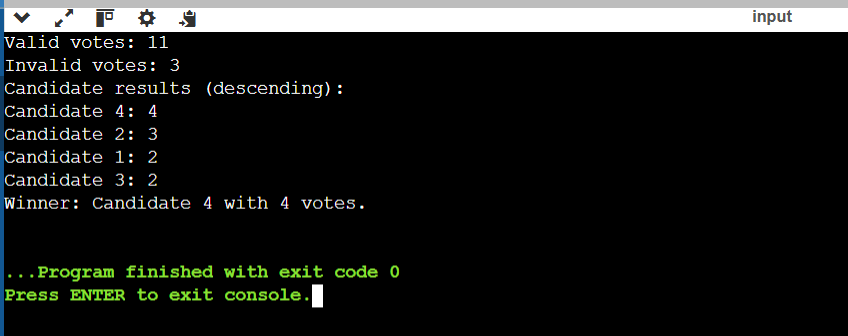 input
Valid votes: 11
Invalid votes: 3
Candidate results (descending):
Candidate 4: 4
Candidate 2: 3
Candidate 1: 2
Candidate 3: 2
Winner: Candidate 4 with 4 votes.
...Program finished with exit code 0
Press ENTER to exit console.